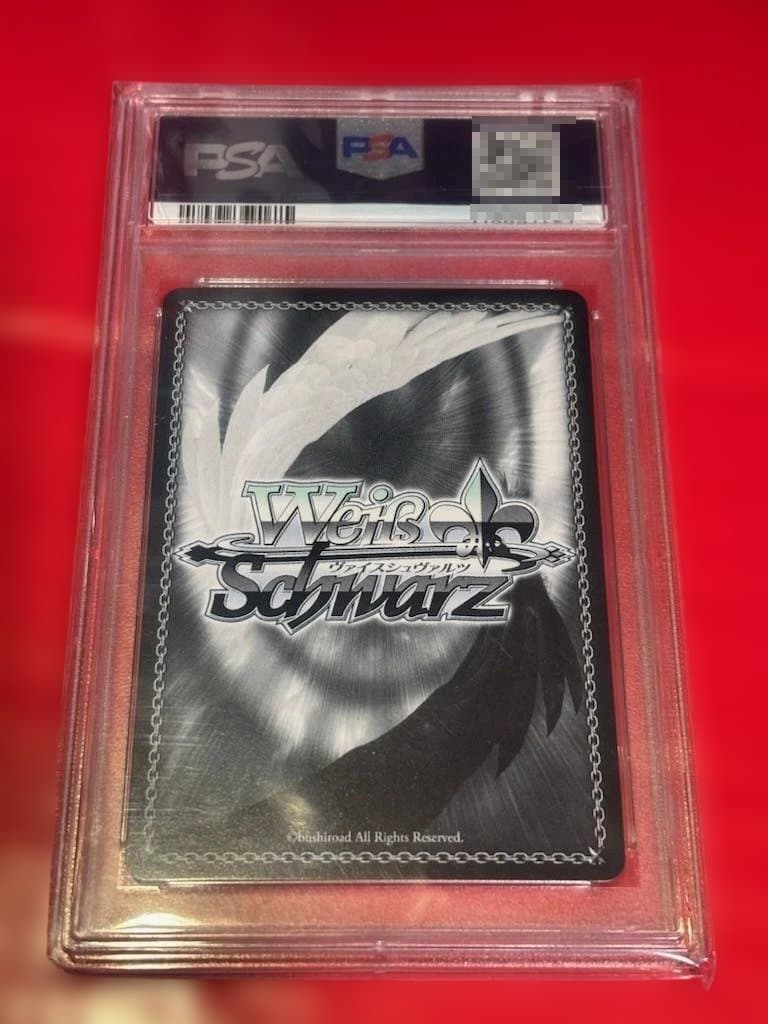 PSA
PSA
Weiß
ヴァイスシュヴァルツ
Schwarz
©bushiroad All Rights Reserved.